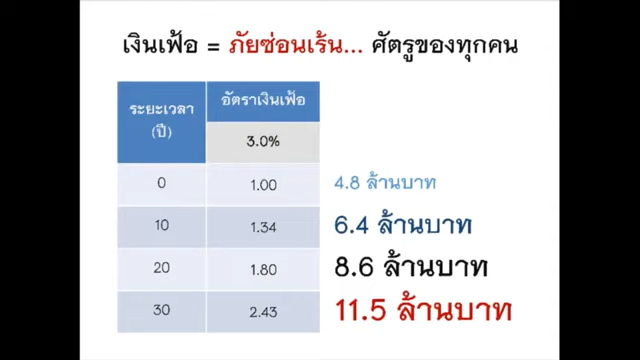 เงินเฟ้อ = ภัยซ่อนเร้น... ศัตรูของทุกคน
ระยะเวลา (ปี) อัตราเงินเฟ้อ
3.0%
0 1.00 4.8 ล้านบาท
10 1.34 6.4 ล้านบาท
20 1.80 8.6 ล้านบาท
30 2.43 11.5 ล้านบาท